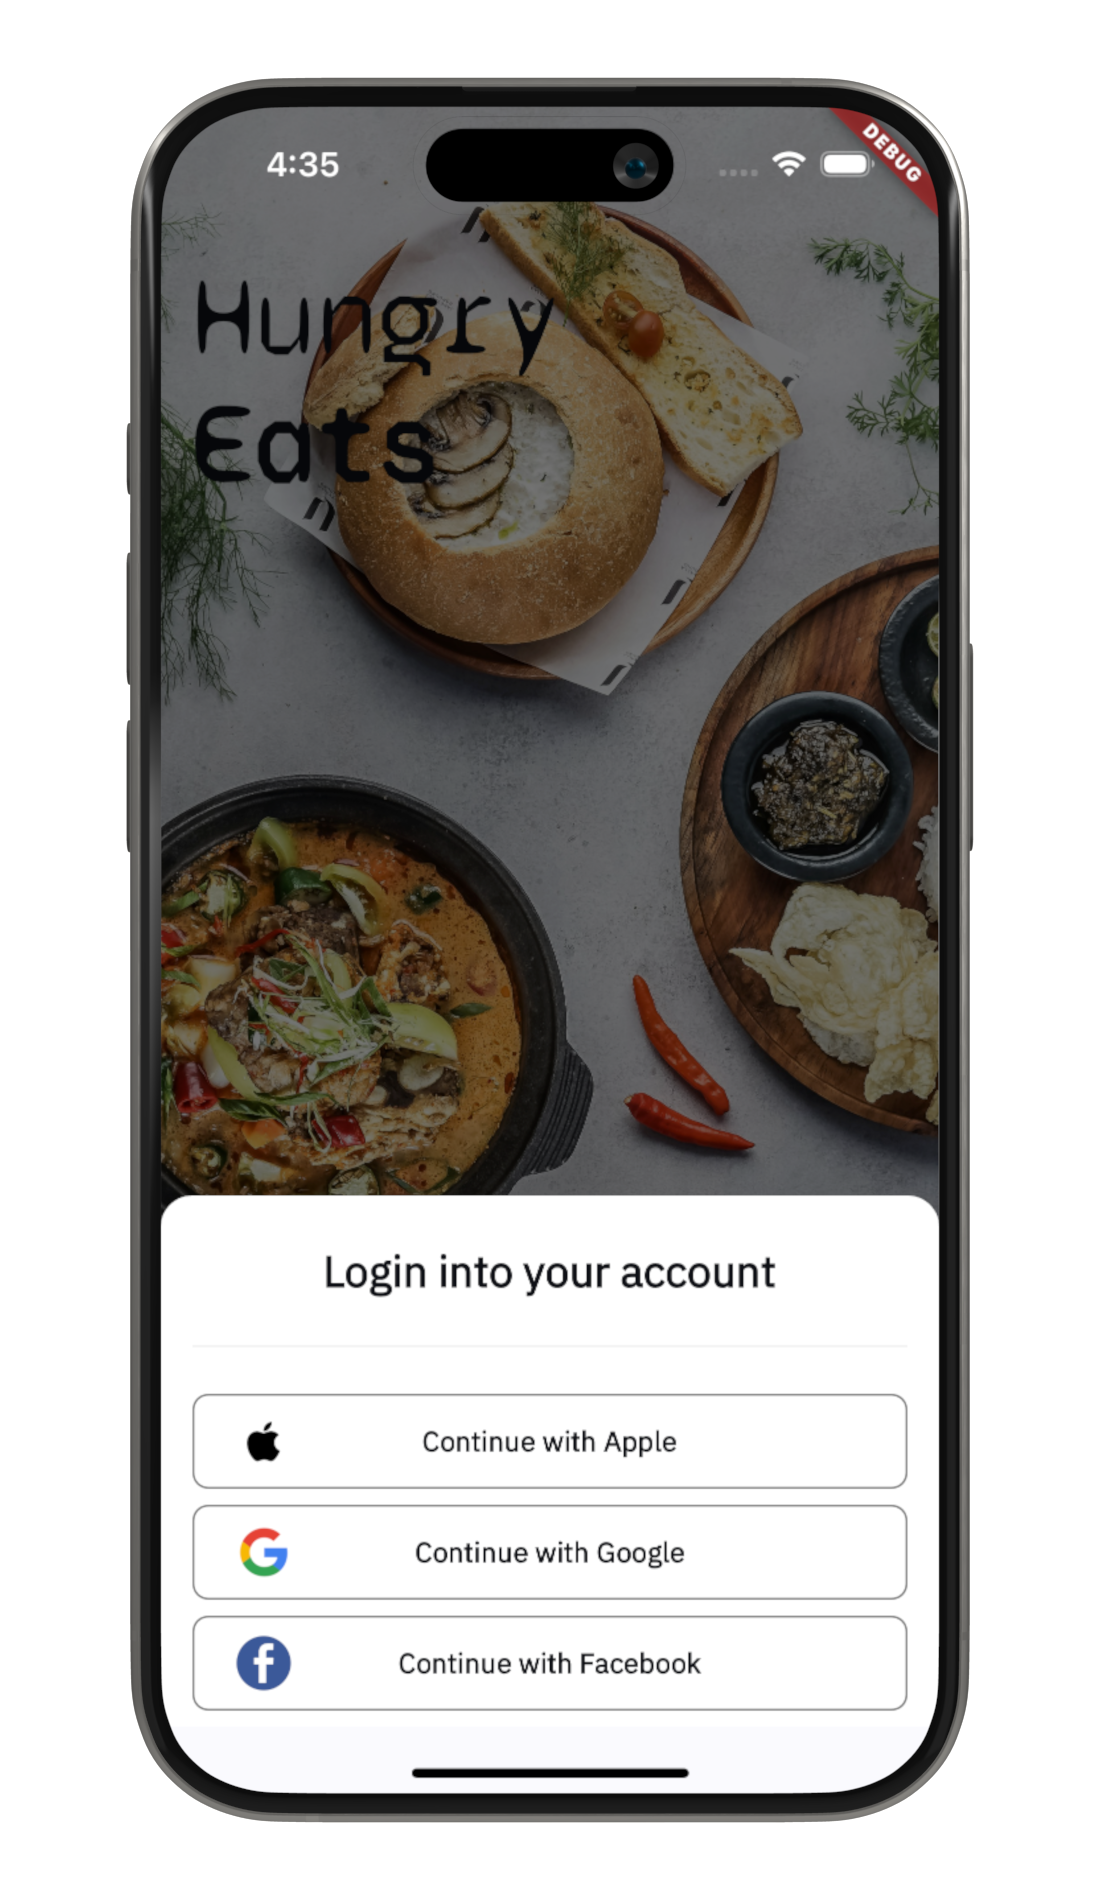 4:35
DEBUG
Hungry
Eats
Login into your account
Continue with Apple
Continue with Google
Continue with Facebook